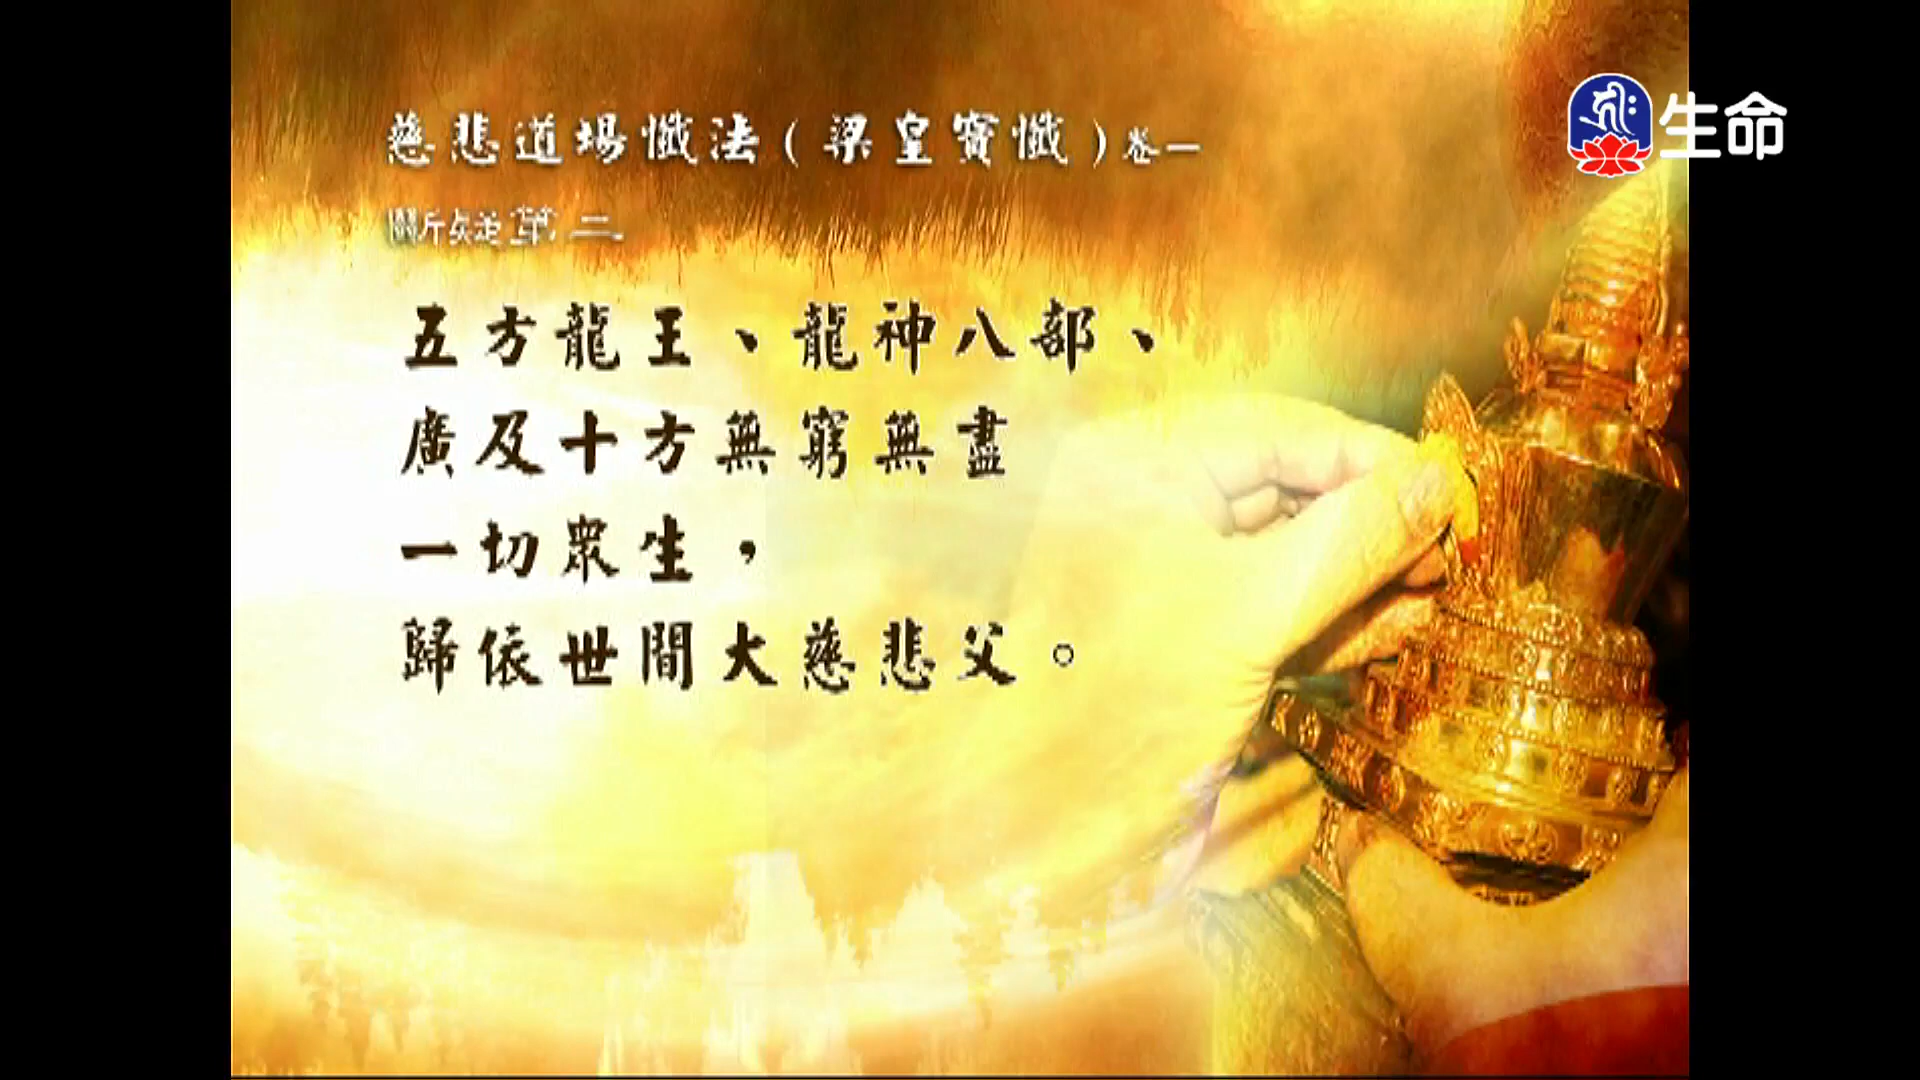 慈悲道場懺法(梁皇寶懺)卷一
生命
斷疑第二
五方龍王、龍神八部、
廣及十方無窮無盡
一切眾生，
歸依世間大慈悲父。